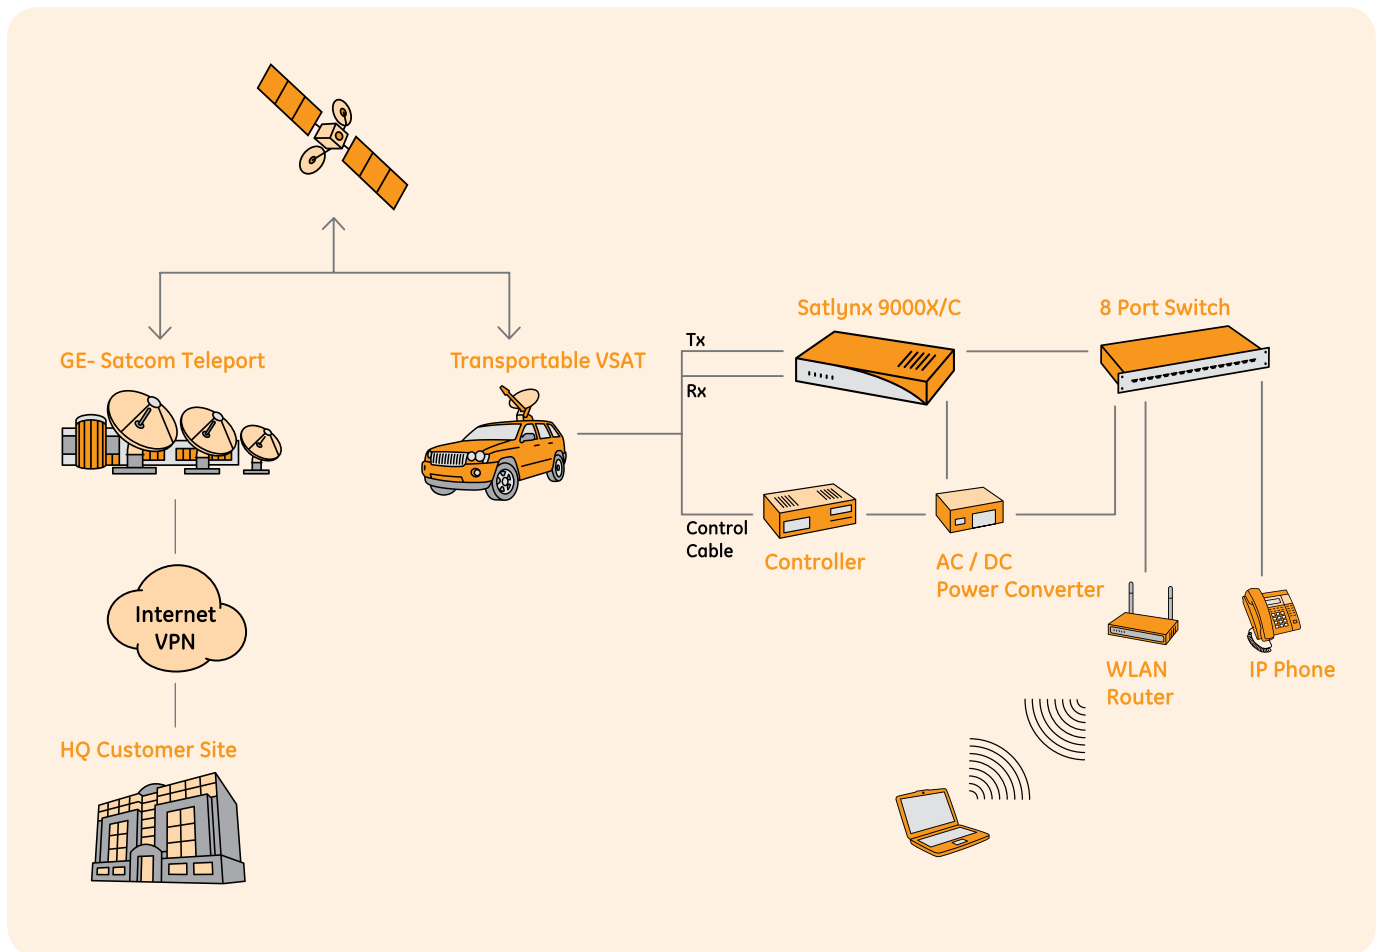 Satlynx 9000X/C
8 Port Switch
Tx
GE- Satcom Teleport
Transportable VSAT
Rx
Control
Cable
Controller
AC / DC
Power Converter
Internet
VPN
WLAN
Router
IP Phone
HQ Customer Site